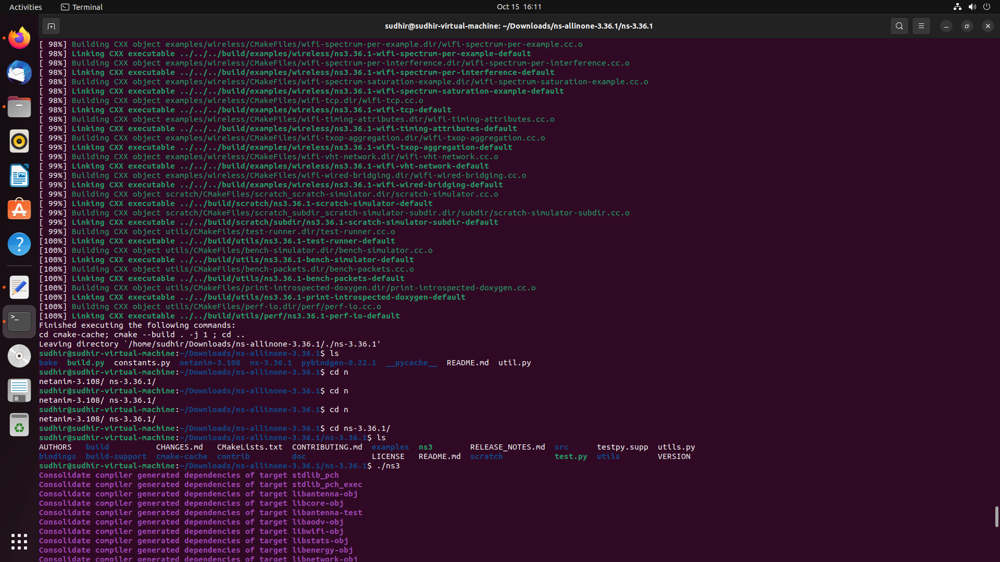 Activities
Terminal
Oct 15 16:11
sudhir@sudhir-virtual-machine: ~/Downloads/ns-allinone-3.36.1/ns-3.36.1
[ 98%] Building CXX object examples/wireless/CMakeFiles/wifi-spectrum-per-example.dir/wifi-spectrum-per-example.cc.o
[ 98%] Linking CXX executable ../../../build/examples/wireless/ns3.36.1-wifi-spectrum-per-example-default
[ 98%] Building CXX object examples/wireless/CMakeFiles/wifi-spectrum-per-interference.dir/wifi-spectrum-per-interference.cc.o
[ 98%] Linking CXX executable ../../../build/examples/wireless/ns3.36.1-wifi-spectrum-per-interference-default
[ 98%] Building CXX object examples/wireless/CMakeFiles/wifi-spectrum-saturation-example.dir/wifi-spectrum-saturation-example.cc.o
[ 98%] Linking CXX executable ../../../build/examples/wireless/ns3.36.1-wifi-spectrum-saturation-example-default
[ 98%] Building CXX object examples/wireless/CMakeFiles/wifi-tcp.dir/wifi-tcp.cc.o
[ 98%] Linking CXX executable ../../../build/examples/wireless/ns3.36.1-wifi-tcp-default
[ 98%] Building CXX object examples/wireless/CMakeFiles/wifi-timing-attributes.dir/wifi-timing-attributes.cc.o
[ 99%] Linking CXX executable ../../../build/examples/wireless/ns3.36.1-wifi-timing-attributes-default
[ 99%] Building CXX object examples/wireless/CMakeFiles/wifi-txop-aggregation.dir/wifi-txop-aggregation.cc.o
[ 99%] Linking CXX executable ../../../build/examples/wireless/ns3.36.1-wifi-txop-aggregation-default
[ 99%] Building CXX object examples/wireless/CMakeFiles/wifi-vht-network.dir/wifi-vht-network.cc.o
[ 99%] Linking CXX executable ../../../build/examples/wireless/ns3.36.1-wifi-vht-network-default
[ 99%] Building CXX object examples/wireless/CMakeFiles/wifi-wired-bridging.dir/wifi-wired-bridging.cc.o
[ 99%] Linking CXX executable ../../../build/examples/wireless/ns3.36.1-wifi-wired-bridging-default
[ 99%] Building CXX object scratch/CMakeFiles/scratch_scratch-simulator.dir/scratch-simulator.cc.o
[ 99%] Linking CXX executable ../../build/scratch/ns3.36.1-scratch-simulator-default
[ 99%] Building CXX object scratch/CMakeFiles/scratch_subdir_scratch-simulator-subdir.dir/subdir/scratch-simulator-subdir.cc.o
[ 99%] Linking CXX executable ../../build/scratch/subdir/ns3.36.1-scratch-simulator-subdir-default
[ 99%] Building CXX object utils/CMakeFiles/test-runner.dir/test-runner.cc.o
[100%] Linking CXX executable ../../build/utils/ns3.36.1-test-runner-default
[100%] Building CXX object utils/CMakeFiles/bench-simulator.dir/bench-simulator.cc.o
[100%] Linking CXX executable ../../build/utils/ns3.36.1-bench-simulator-default
[100%] Building CXX object utils/CMakeFiles/bench-packets.dir/bench-packets.cc.o
[100%] Linking CXX executable ../../build/utils/ns3.36.1-bench-packets-default
[100%] Building CXX object utils/CMakeFiles/print-introspected-doxygen.dir/print-introspected-doxygen.cc.o
[100%] Linking CXX executable ../../build/utils/ns3.36.1-print-introspected-doxygen-default
[100%] Building CXX object utils/CMakeFiles/perf-io.dir/perf/perf-io.cc.o
[100%] Linking CXX executable ../../build/utils/perf/ns3.36.1-perf-io-default
Finished executing the following commands:
cd cmake-cache; cmake --build . -j 1 ; cd ..
Leaving directory `/home/sudhir/Downloads/ns-allinone-3.36.1/./ns-3.36.1'
sudhir@sudhir-virtual-machine:~/Downloads/ns-allinone-3.36.1$ ls
bake build.py constants.py netanim-3.108 ns-3.36.1 pybindgen-0.22.1 __pycache__ README.md util.py
sudhir@sudhir-virtual-machine:~/Downloads/ns-allinone-3.36.1$ cd n
netanim-3.108/ ns-3.36.1/
sudhir@sudhir-virtual-machine:~/Downloads/ns-allinone-3.36.1$ cd n
netanim-3.108/ ns-3.36.1/
sudhir@sudhir-virtual-machine:~/Downloads/ns-allinone-3.36.1$ cd n
netanim-3.108/ ns-3.36.1/
sudhir@sudhir-virtual-machine:~/Downloads/ns-allinone-3.36.1$ cd ns-3.36.1/
sudhir@sudhir-virtual-machine:~/Downloads/ns-allinone-3.36.1/ns-3.36.1$ ls
AUTHORS build CHANGES.md CMakeLists.txt CONTRIBUTING.md examples ns3 RELEASE_NOTES.md src testpy.supp utils.py
bindings build-support cmake-cache contrib doc LICENSE README.md scratch test.py utils VERSION
sudhir@sudhir-virtual-machine:~/Downloads/ns-allinone-3.36.1/ns-3.36.1$ ./ns3
Consolidate compiler generated dependencies of target stdlib_pch
Consolidate compiler generated dependencies of target stdlib_pch_exec
Consolidate compiler generated dependencies of target libantenna-obj
Consolidate compiler generated dependencies of target libcore-obj
Consolidate compiler generated dependencies of target libantenna-test
Consolidate compiler generated dependencies of target libaodv-obj
Consolidate compiler generated dependencies of target libwifi-obj
Consolidate compiler generated dependencies of target libstats-obj
Consolidate compiler generated dependencies of target libenergy-obj
Consolidate compiler generated dependencies of target libnetwork-obj